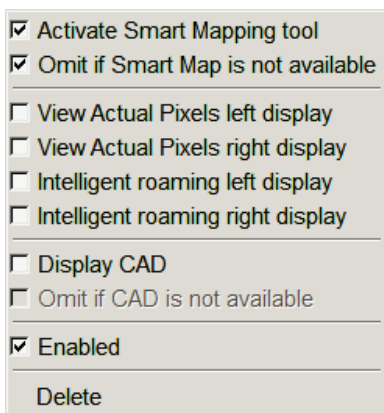 Activate Smart Mapping tool
Omit if Smart Map is not available
View Actual Pixels left display
View Actual Pixels right display
Intelligent roaming left display
Intelligent roaming right display
Display CAD
Omit if CAD is not available
Enabled
Delete